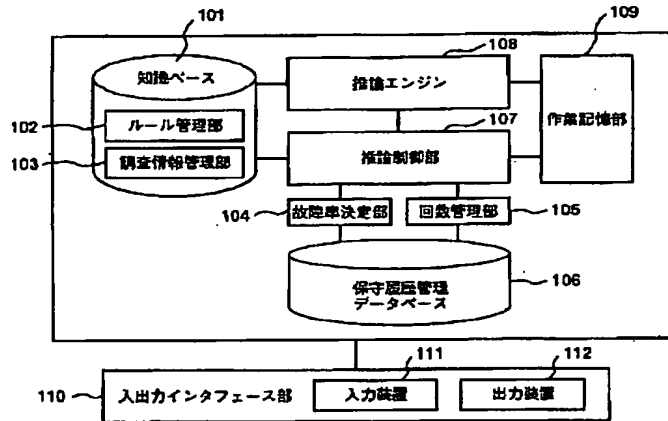 101
108
109
知識ベース
推論エンジン
102
ルール管理部
107
作業記憶部
103
調査情報管理部
推論制御部
104
故障率決定部
回数管理部
105
保守履歴管理
データベース
106
111
112
110
入出力インタフェース部
入力装置
出力装置